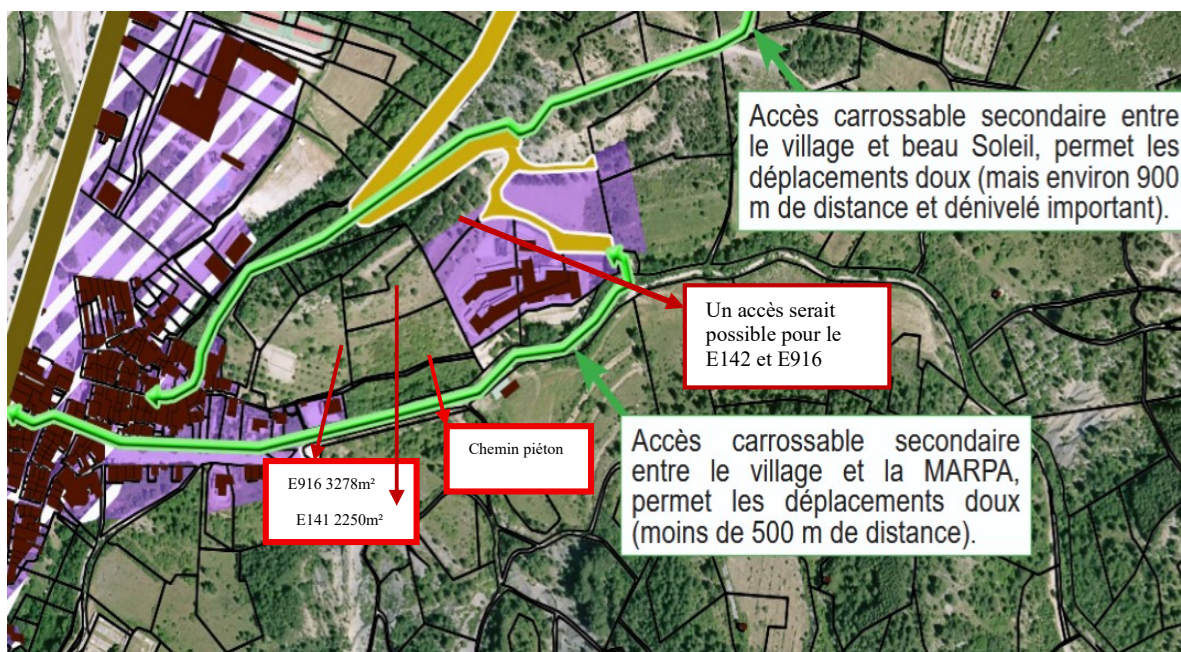 Accès carrossable secondaire entre
le village et beau Soleil, permet les
déplacements doux (mais environ 900
m de distance et dénivelé important).
Un accès serait
possible pour le
E142 et E916
Accès carrossable secondaire
entre le village et la MARPA,
permet les déplacements doux
(moins de 500 m de distance).
Chemin piéton
E916 3278m²
E141 2250m²